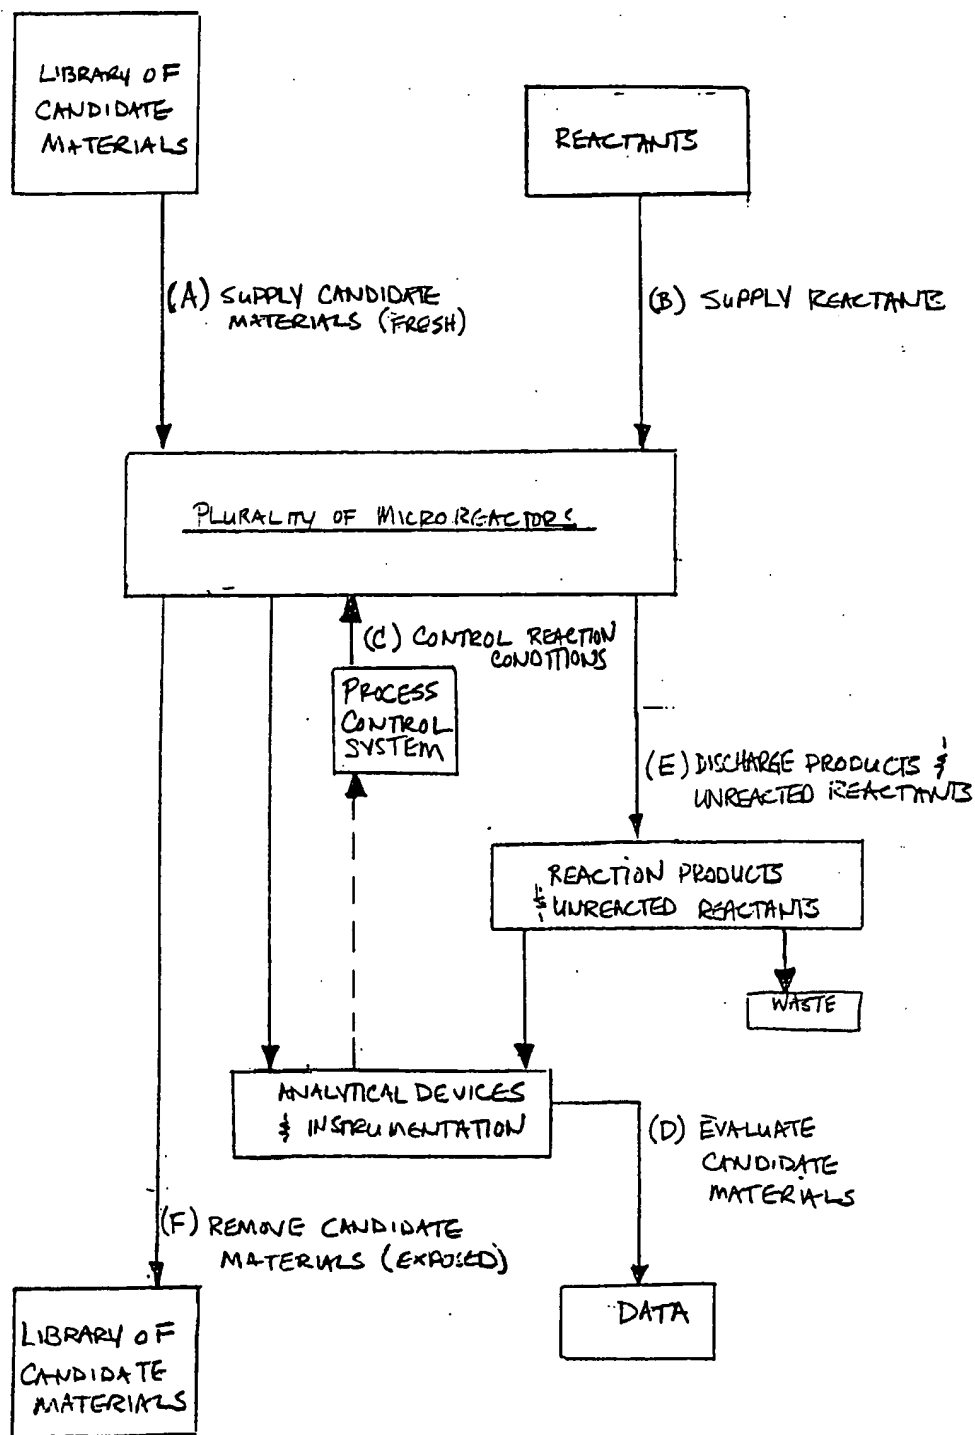 LIBRARY OF
CANDIDATE
MATERIALS
REACTANTS
(A) SUPPLY CANDIDATE
MATERIALS (FRESH)
(B) SUPPLY REACTANTS
PLURALITY OF MICROREACTORS
(C) CONTROL REACTION
CONDITIONS
PROCESS
CONTROL
SYSTEM
(E) DISCHARGE PRODUCTS &
UNREACTED REACTANTS
REACTION PRODUCTS
& UNREACTED REACTANTS
WASTE
ANALYTICAL DEVICES
& INSTRUMENTATION
(D) EVALUATE
CANDIDATE
MATERIALS
(F) REMOVE CANDIDATE
MATERIALS (EXPOSED)
DATA
LIBRARY OF
CANDIDATE
MATERIALS